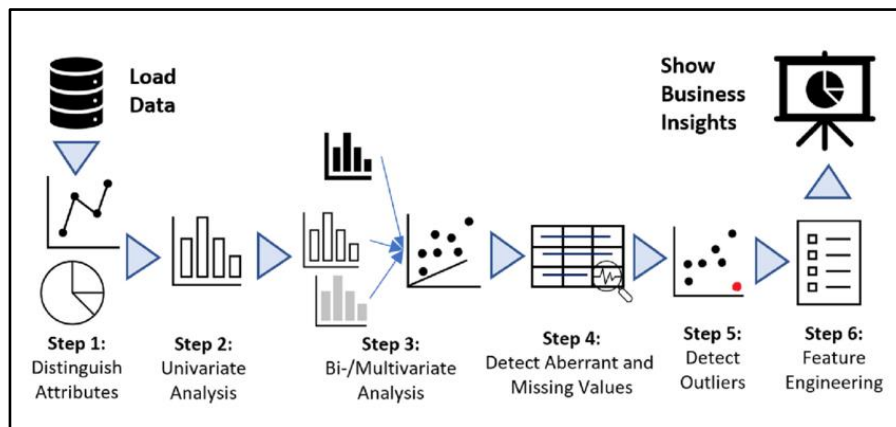 Load
Data
Show
Business
Insights
Step 1:
Distinguish
Attributes
Step 2:
Univariate
Analysis
Step 3:
Bi-/Multivariate
Analysis
Step 4:
Detect Aberrant and
Missing Values
Step 5:
Detect
Outliers
Step 6:
Feature
Engineering